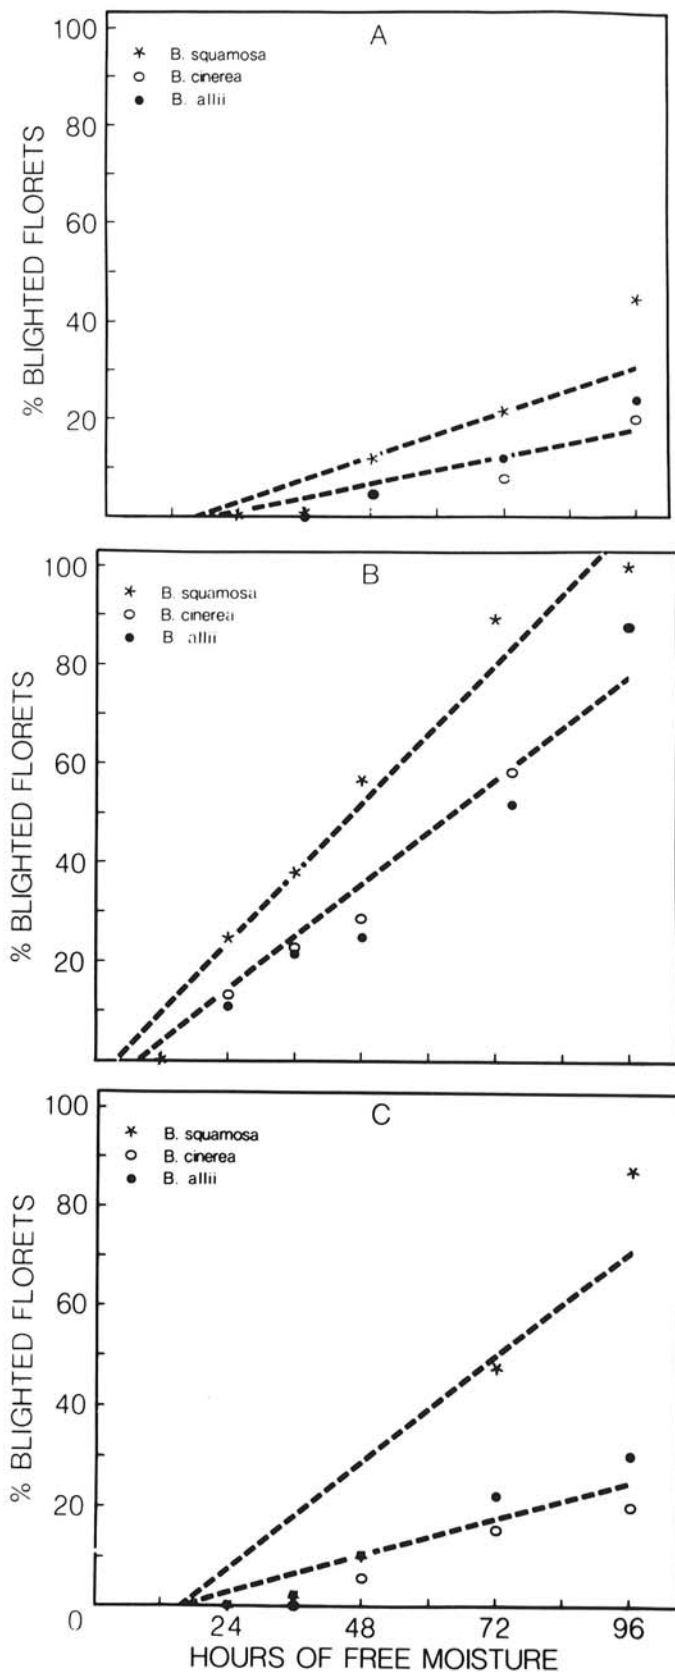 100
A
B. squamosa
B. cinerea
B. allii
80
60
40
20
% BLIGHTED FLORETS
100
B
B. squamosa
B. cinerea
B. allii
80
60
40
20
% BLIGHTED FLORETS
100
C
B. squamosa
B. cinerea
B. allii
80
60
40
20
0
% BLIGHTED FLORETS
24 48 72 96
HOURS OF FREE MOISTURE